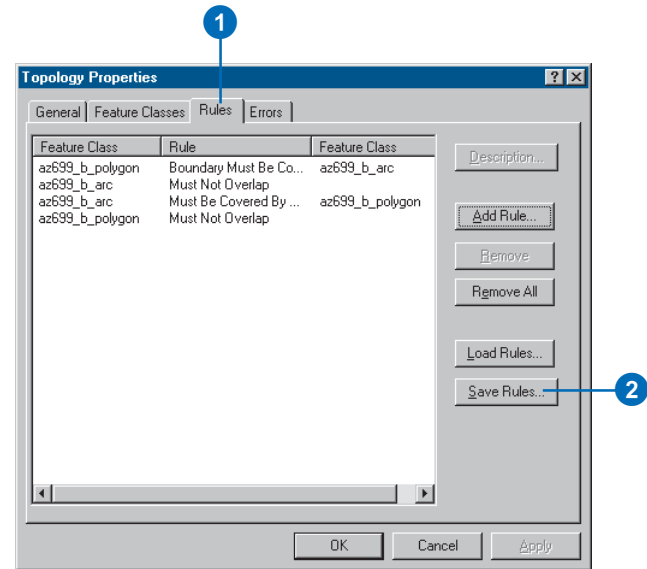 1
Topology Properties
General Feature Classes Rules Errors
Feature Class Rule Feature Class
az699_b_polygon Boundary Must Be Co... az699_b_arc
az699_b_arc Must Not Overlap
az699_b_arc Must Be Covered By ... az699_b_polygon
az699_b_polygon Must Not Overlap
Description...
Add Rule...
Remove
Remove All
Load Rules...
Save Rules...
2
OK Cancel Apply